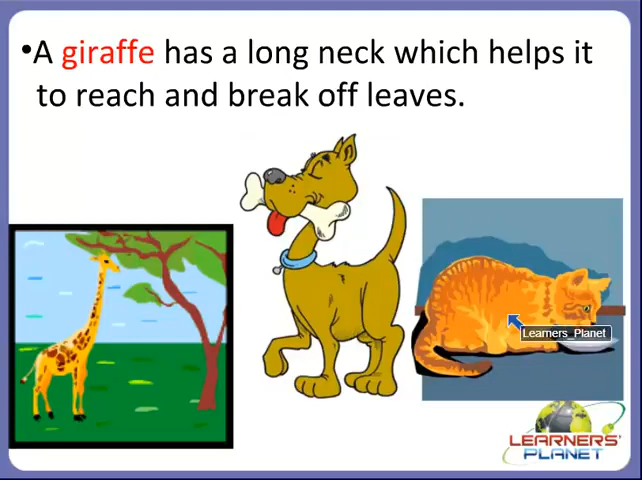 •A giraffe has a long neck which helps it
to reach and break off leaves.
Learners_Planet
LEARNERS'
PLANET